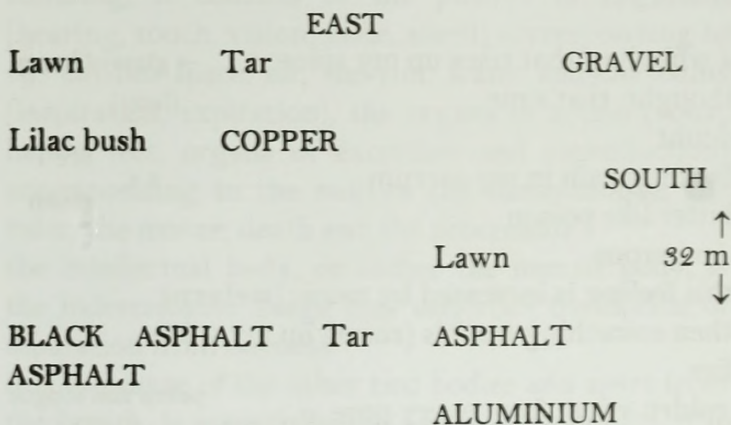 EAST
Lawn Tar GRAVEL
Lilac bush COPPER
SOUTH
↑
Lawn 32 m
↓
BLACK ASPHALT Tar ASPHALT
ASPHALT
ALUMINIUM